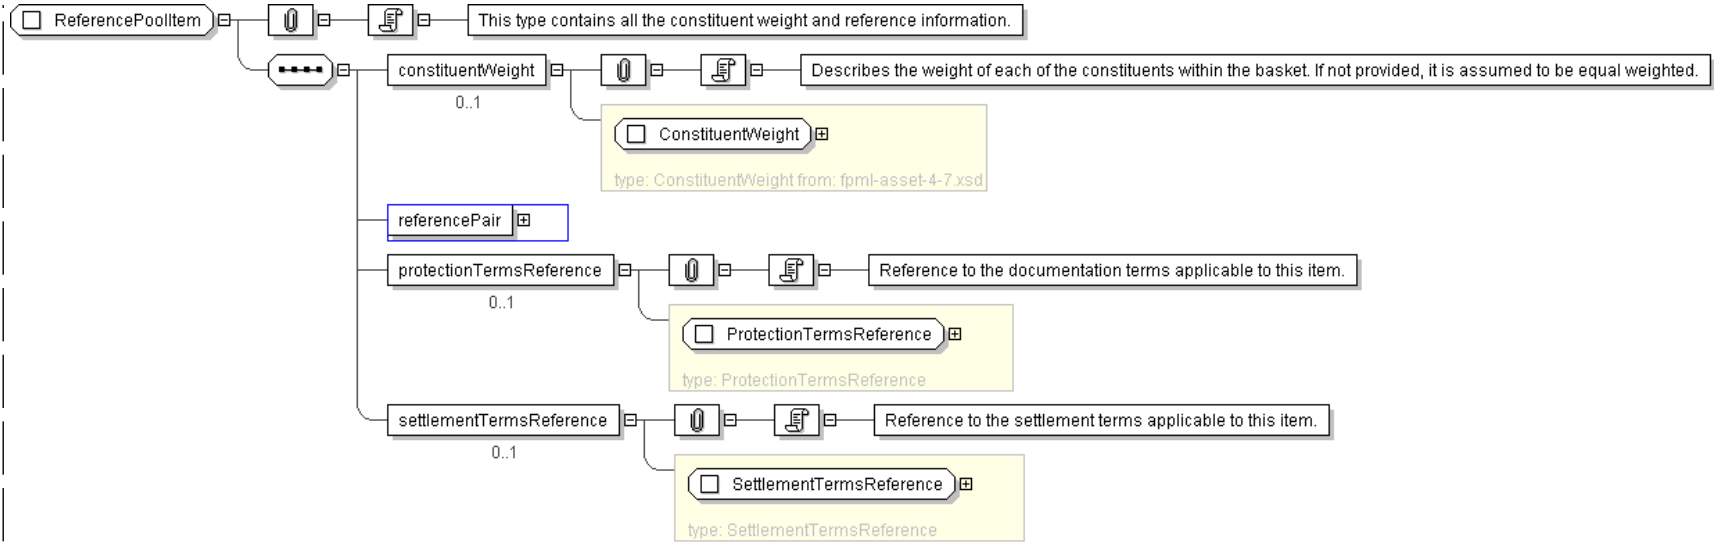 ReferencePoolItem
This type contains all the constituent weight and reference information.
constituentWeight
Describes the weight of each of the constituents within the basket. If not provided, it is assumed to be equal weighted.
0..1
ConstituentWeight
type: ConstituentWeight from: fpml-asset-4-7.xsd
referencePair
protectionTermsReference
Reference to the documentation terms applicable to this item.
0..1
ProtectionTermsReference
type: ProtectionTermsReference
settlementTermsReference
Reference to the settlement terms applicable to this item.
0..1
SettlementTermsReference
type: SettlementTermsReference